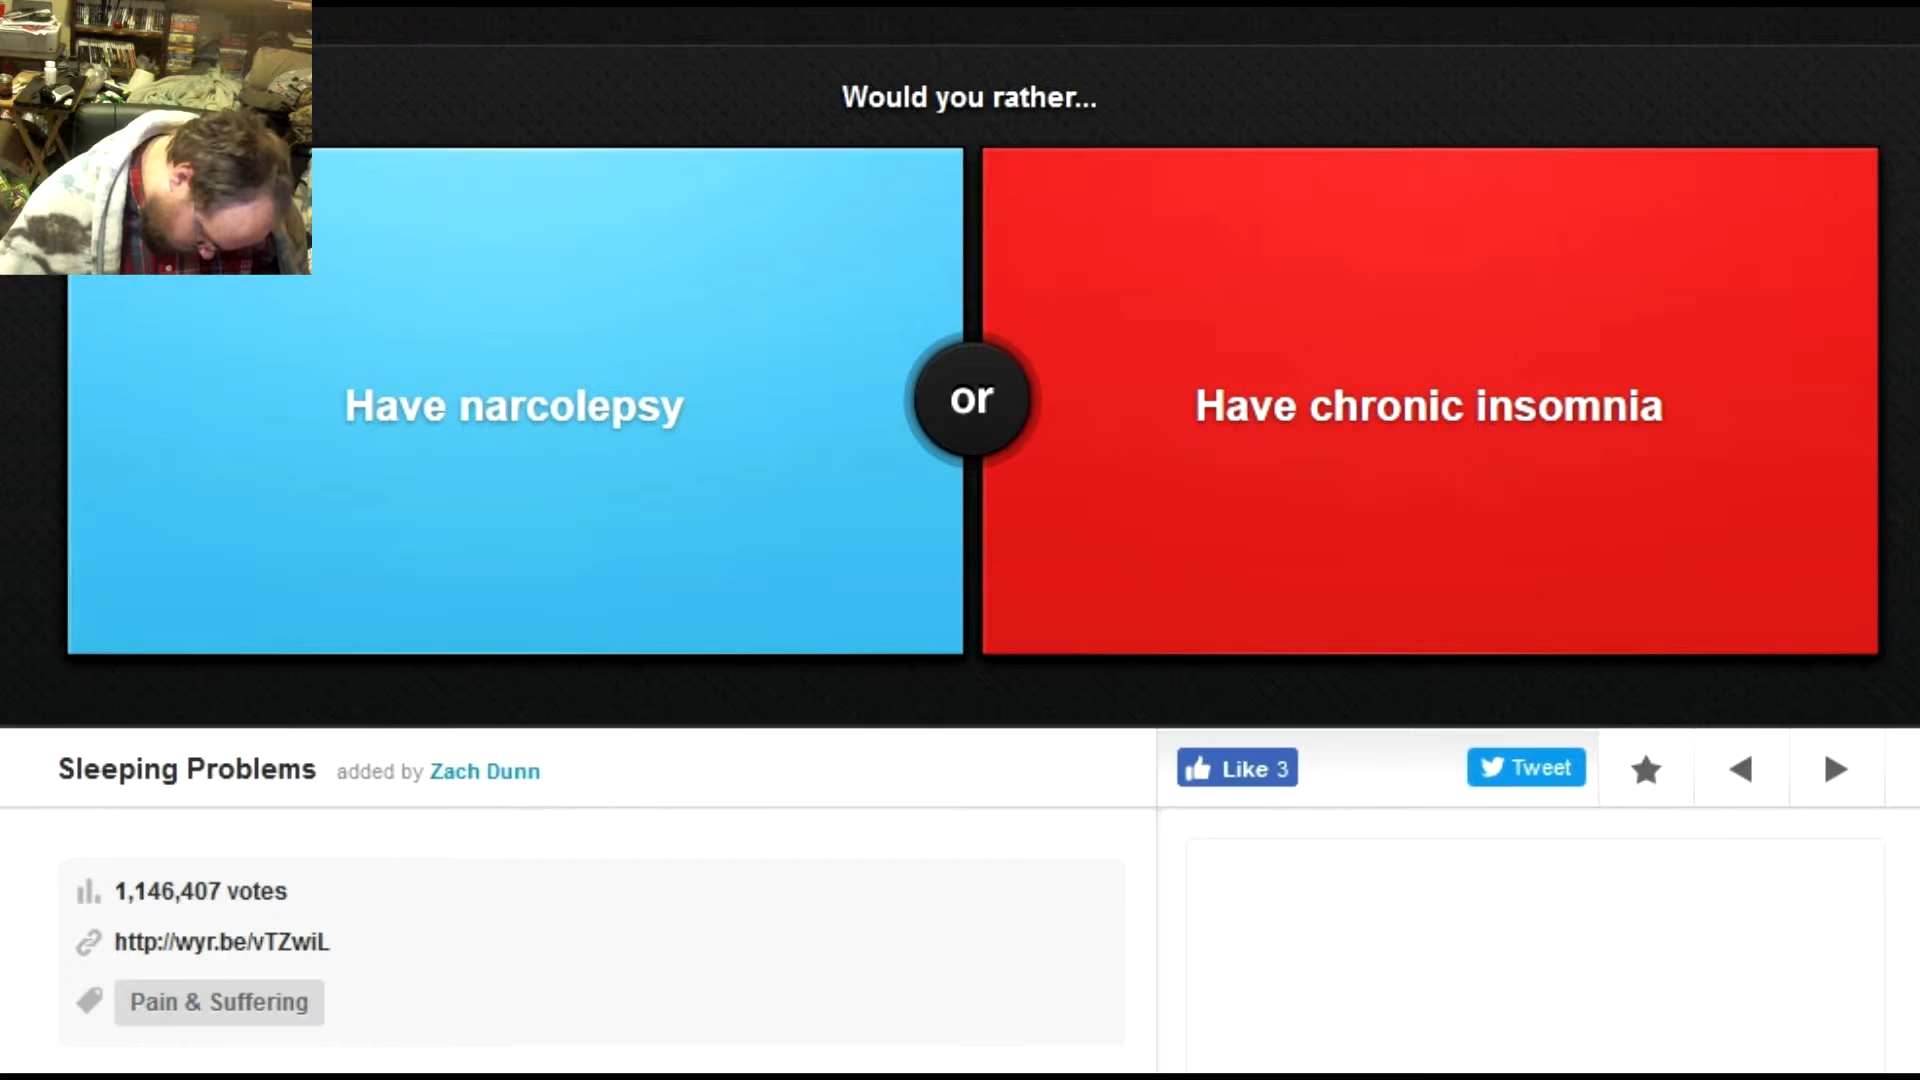 Would you rather...
Have narcolepsy
or
Have chronic insomnia
Sleeping Problems added by Zach Dunn
Like 3
Tweet
1,146,407 votes
http://wyr.be/vTZwiL
Pain & Suffering